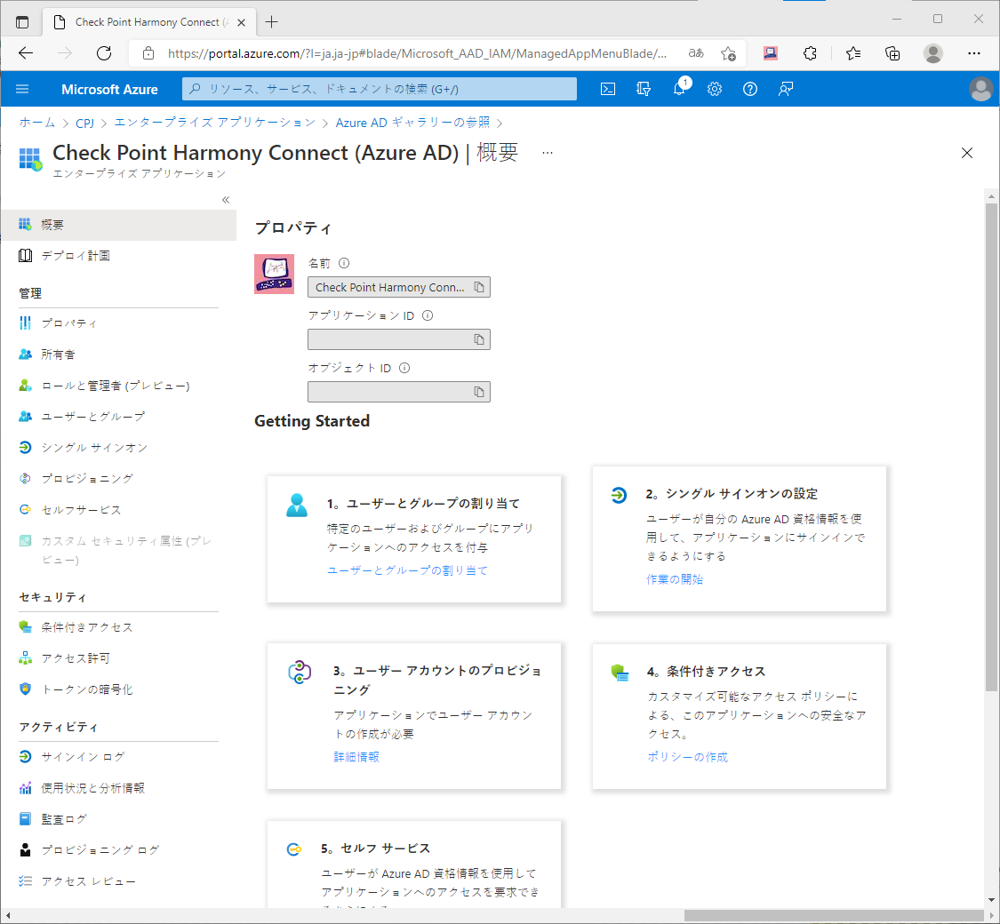 Check Point Harmony Connect (A
https://portal.azure.com/?l=ja.ja-jp#blade/Microsoft_AAD_IAM/ManagedAppMenuBlade/...
Microsoft Azure
リソース、サービス、ドキュメントの検索 (G+/)
1
ホーム > CPJ > エンタープライズ アプリケーション > Azure AD ギャラリーの参照 >
Check Point Harmony Connect (Azure AD) | 概要 ...
エンタープライズ アプリケーション
«
概要
デプロイ計画
管理
プロパティ
所有者
ロールと管理者 (プレビュー)
ユーザーとグループ
シングル サインオン
プロビジョニング
セルフサービス
カスタム セキュリティ属性 (プレ
ビュー)
セキュリティ
条件付きアクセス
アクセス許可
トークンの暗号化
アクティビティ
サインイン ログ
使用状況と分析情報
監査ログ
プロビジョニング ログ
アクセス レビュー
プロパティ
名前
Check Point Harmony Conn...
アプリケーション ID
オブジェクト ID
Getting Started
1。ユーザーとグループの割り当て
特定のユーザーおよびグループにアプリ
ケーションへのアクセスを付与
ユーザーとグループの割り当て
2。シングル サインオンの設定
ユーザーが自分の Azure AD 資格情報を使
用して、アプリケーションにサインインで
きるようにする
作業の開始
3。ユーザー アカウントのプロビジョ
ニング
アプリケーションでユーザー アカウン
トの作成が必要
詳細情報
4。条件付きアクセス
カスタマイズ可能なアクセス ポリシーに
よる、このアプリケーションへの安全なア
クセス。
ポリシーの作成
5。セルフ サービス
ユーザーが Azure AD 資格情報を使用して
アプリケーションへのアクセスを要求でき